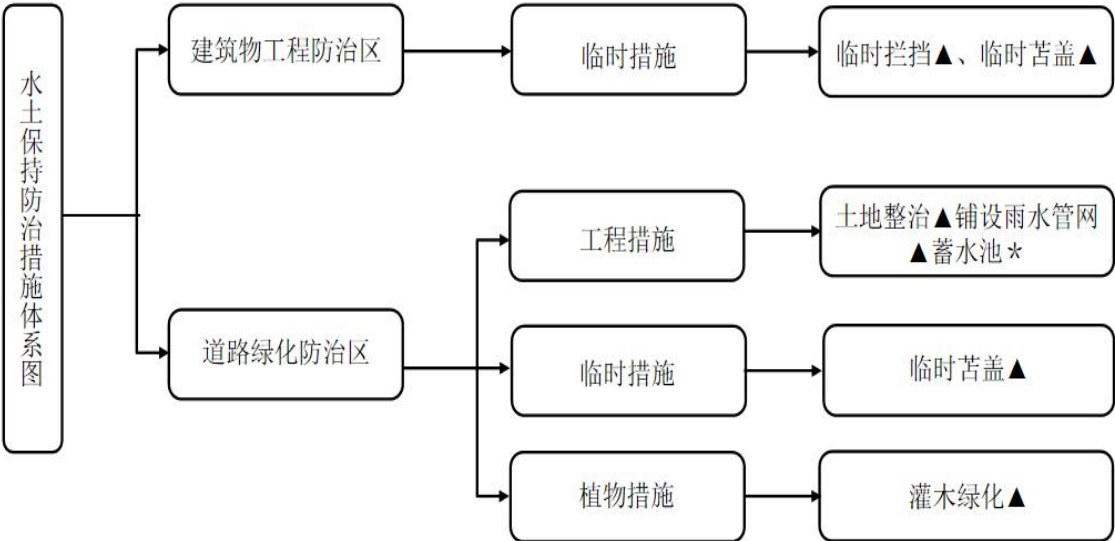 水土保持防治措施体系图
建筑物工程防治区
临时措施
临时拦挡▲、临时苫盖▲
道路绿化防治区
工程措施
土地整治▲铺设雨水管网
▲蓄水池*
临时措施
临时苫盖▲
植物措施
灌木绿化▲